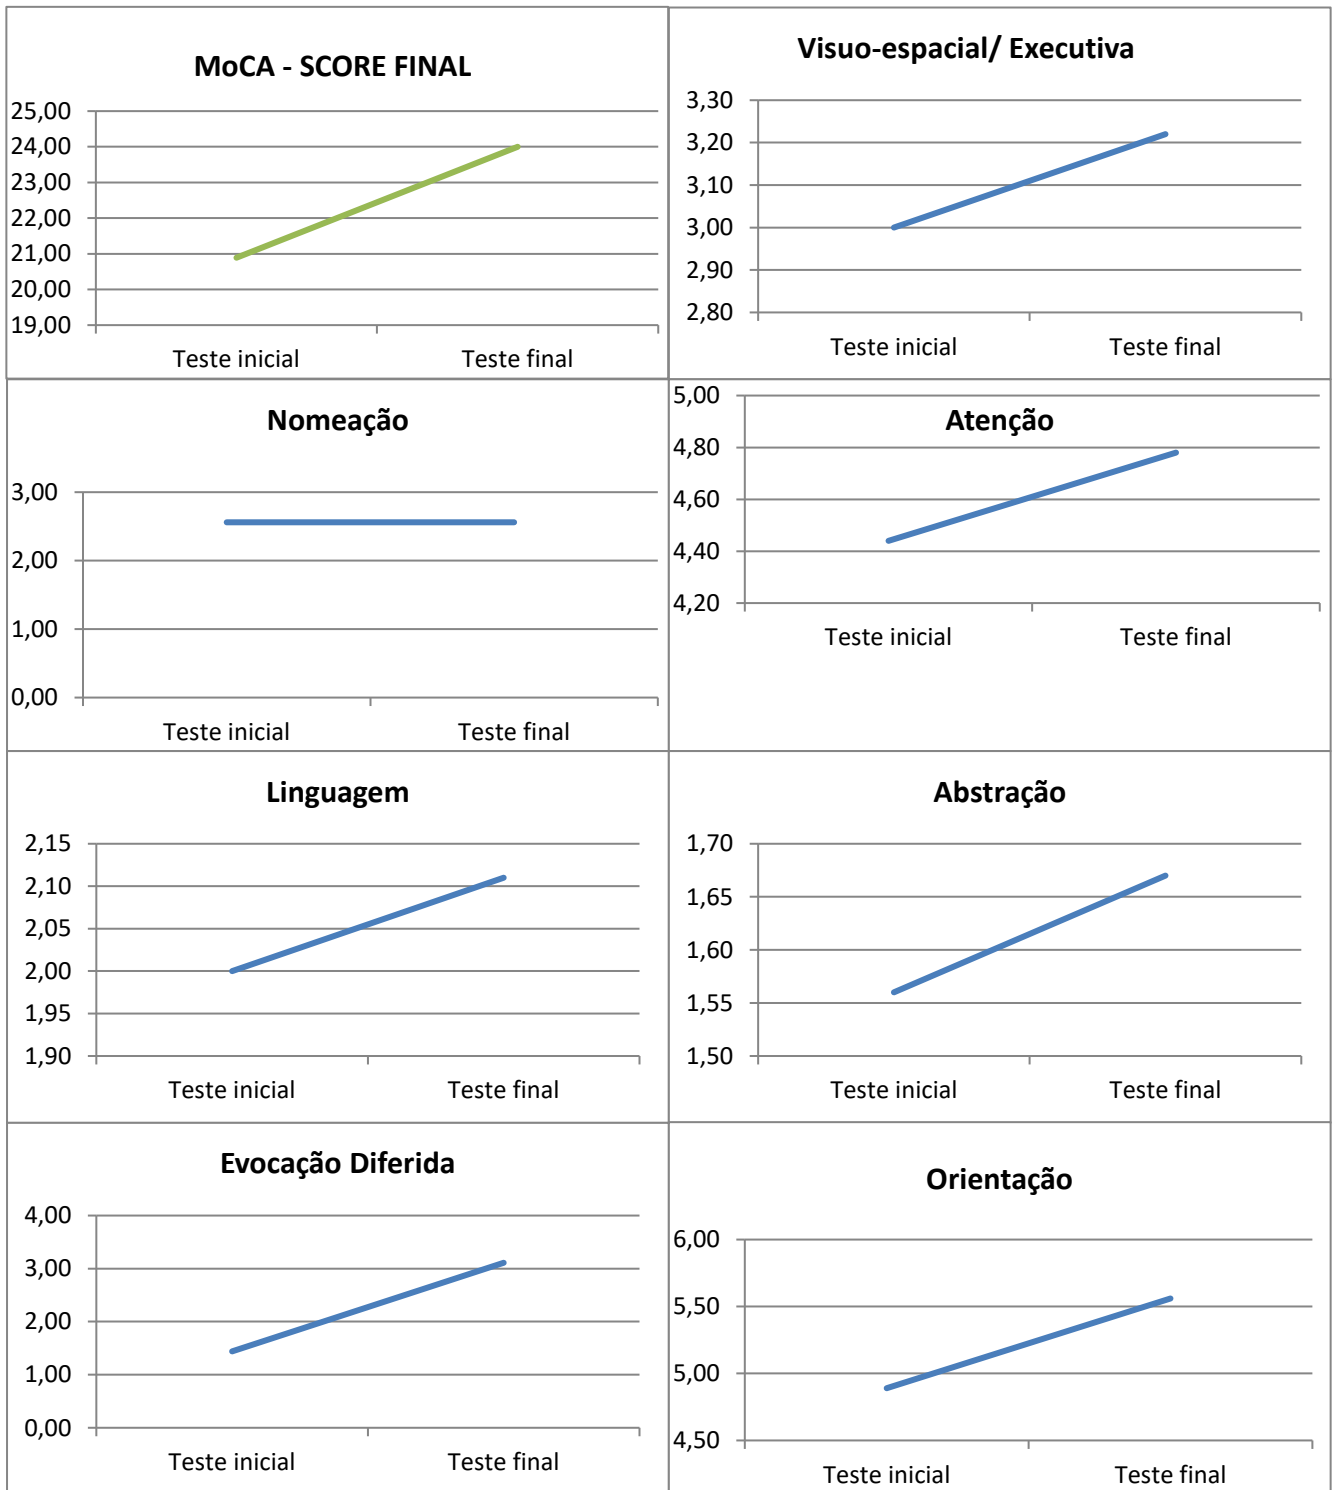 MoCA - SCORE FINAL
25,00
24,00
23,00
22,00
21,00
20,00
19,00
Teste inicial Teste final
Visuo-espacial/ Executiva
3,30
3,20
3,10
3,00
2,90
2,80
Teste inicial Teste final
Nomeação
3,00
2,00
1,00
0,00
Teste inicial Teste final
Atenção
5,00
4,80
4,60
4,40
4,20
Teste inicial Teste final
Linguagem
2,15
2,10
2,05
2,00
1,95
1,90
Teste inicial Teste final
Abstração
1,70
1,65
1,60
1,55
1,50
Teste inicial Teste final
Evocação Diferida
4,00
3,00
2,00
1,00
0,00
Teste inicial Teste final
Orientação
6,00
5,50
5,00
4,50
Teste inicial Teste final